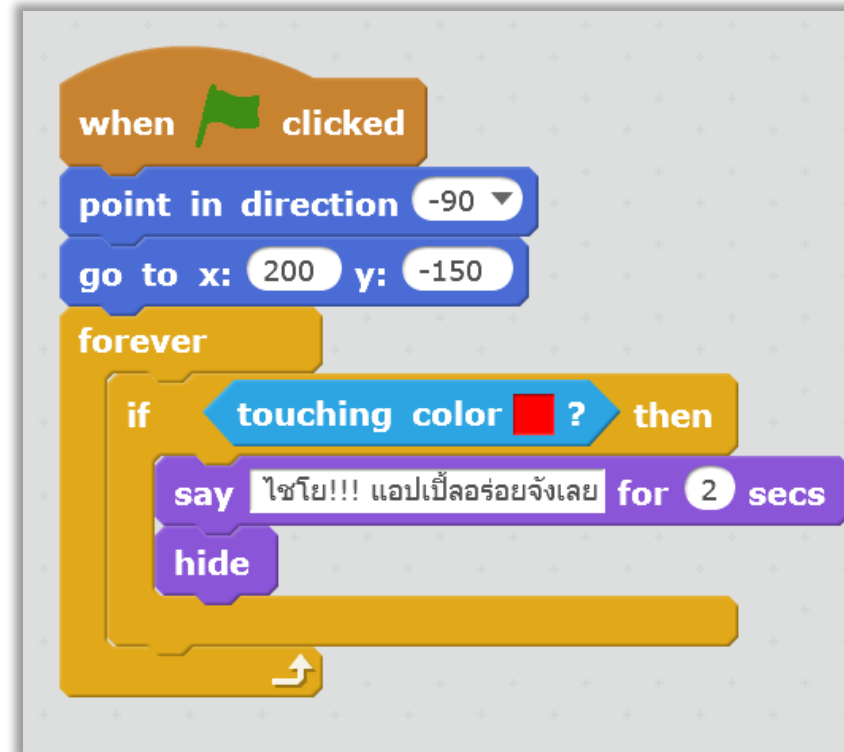 when clicked
point in direction -90
go to x: 200 y: -150
forever
if touching color ? then
say ไชโย!!! แอปเปิ้ลอร่อยจังเลย for 2 secs
hide